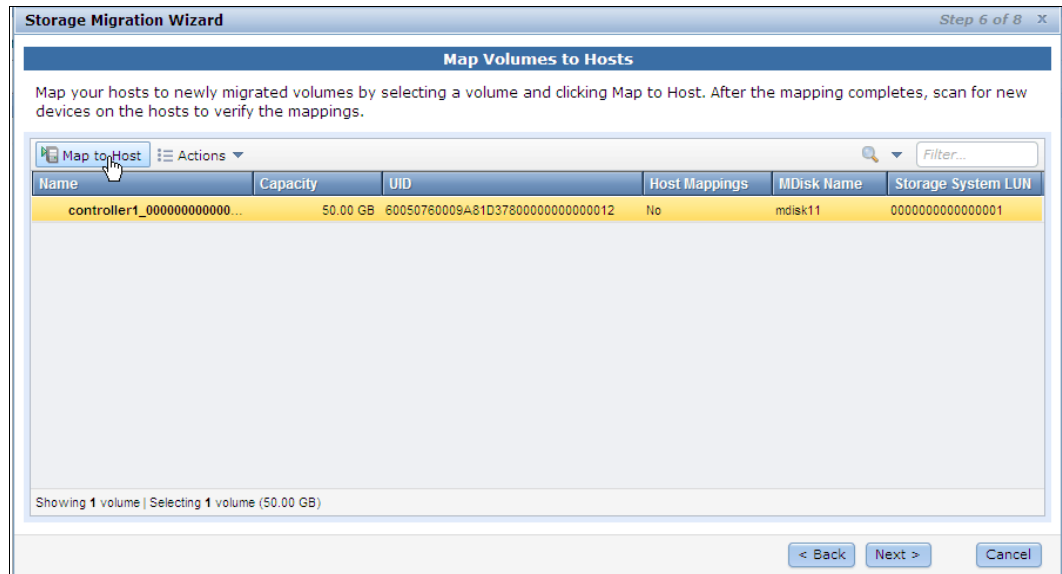 Storage Migration Wizard Step 6 of 8 X
Map Volumes to Hosts
Map your hosts to newly migrated volumes by selecting a volume and clicking Map to Host. After the mapping completes, scan for new
devices on the hosts to verify the mappings.
Map to Host Actions Filter...
Name Capacity UID Host Mappings MDisk Name Storage System LUN
controller1_000000000000... 50.00 GB 60050760009A81D37800000000000012 No mdisk11 0000000000000001
Showing 1 volume | Selecting 1 volume (50.00 GB)
< Back Next > Cancel